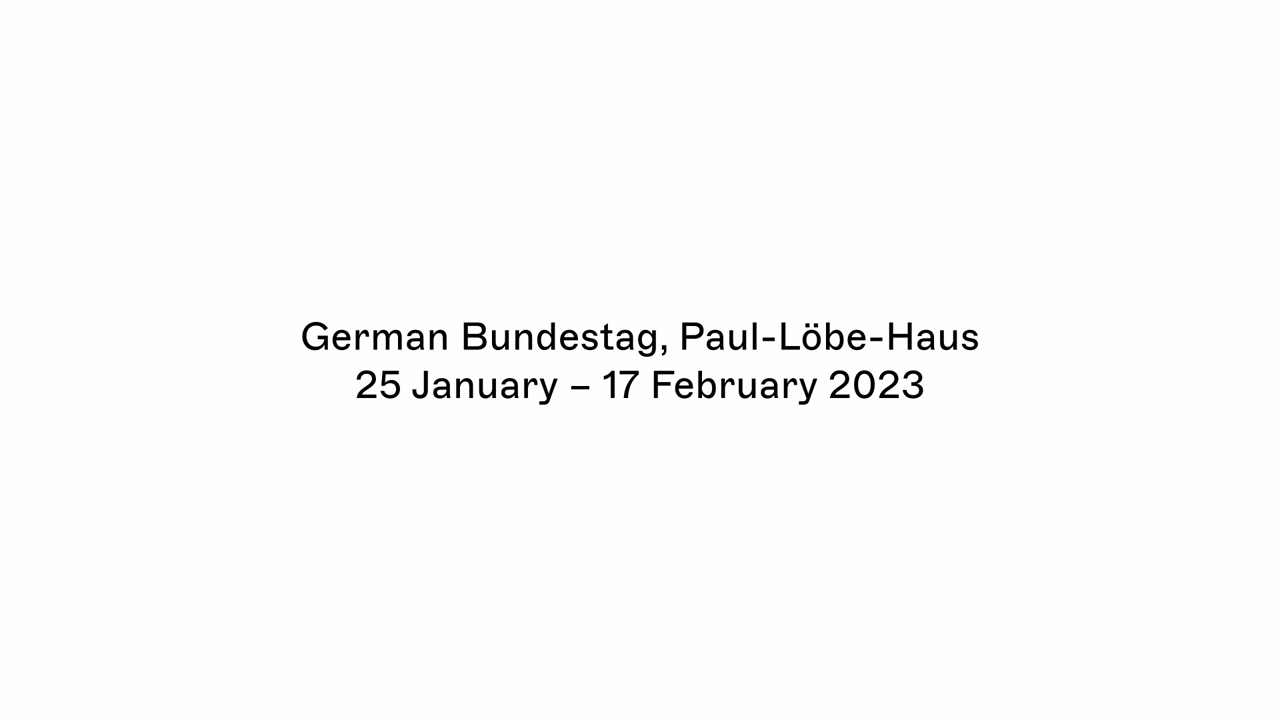 German Bundestag, Paul-Löbe-Haus
25 January – 17 February 2023